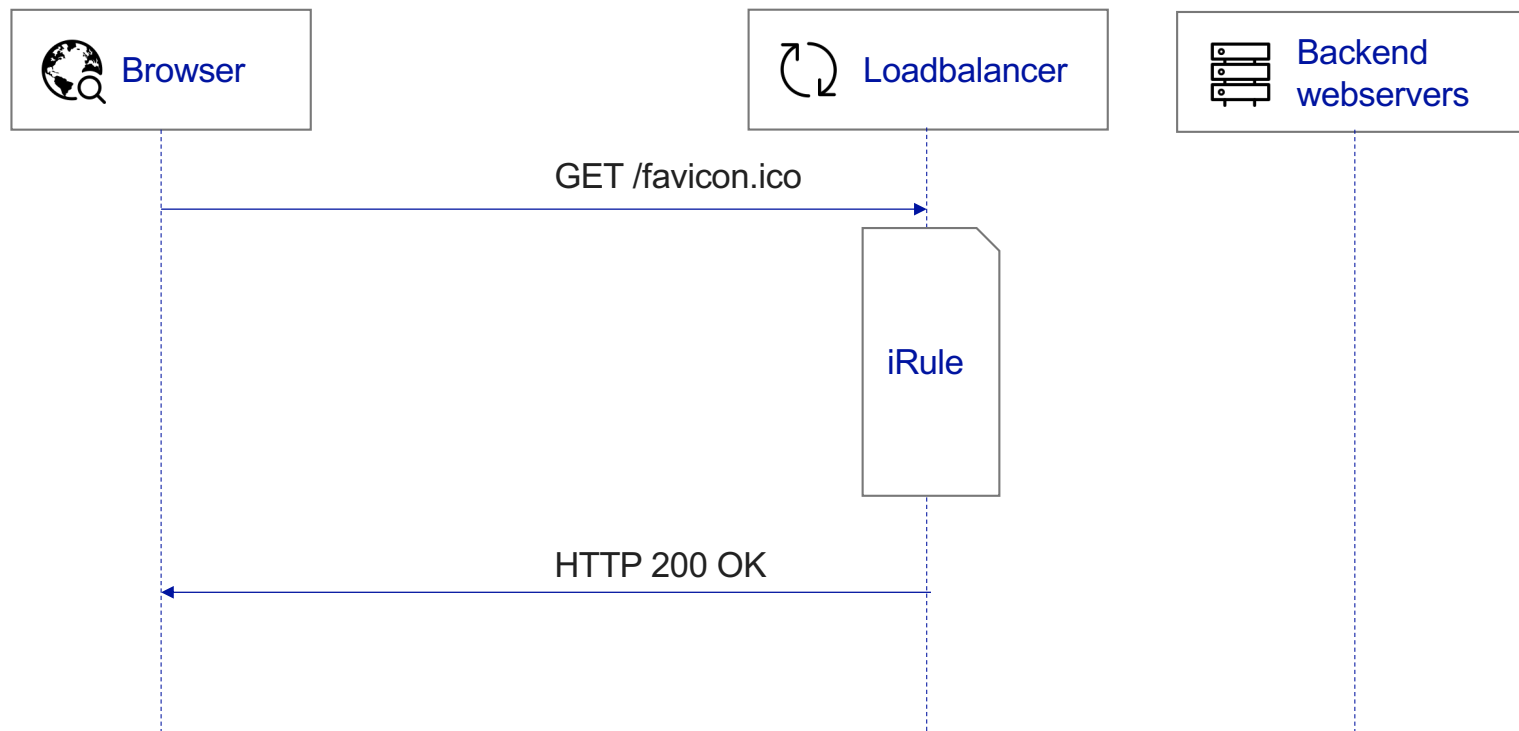 Browser
Loadbalancer
Backend
webservers
GET /favicon.ico
iRule
HTTP 200 OK